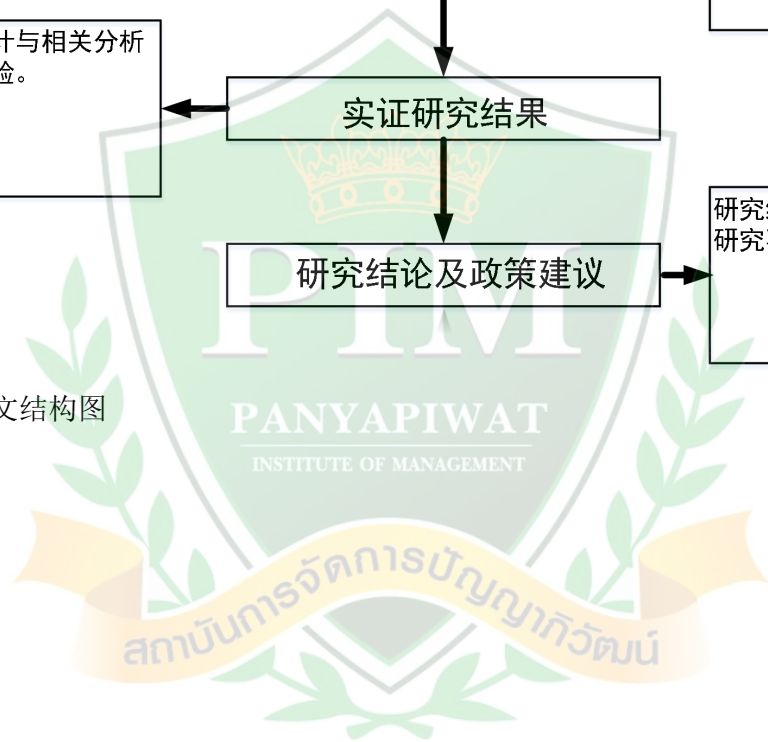 计与相关分析
验。
实证研究结果
研究结论及政策建议
研究
研究
文结构图
PIM
PANYAPIWAT
INSTITUTE OF MANAGEMENT
สถาบันการจัดการปัญญาภิวัฒน์